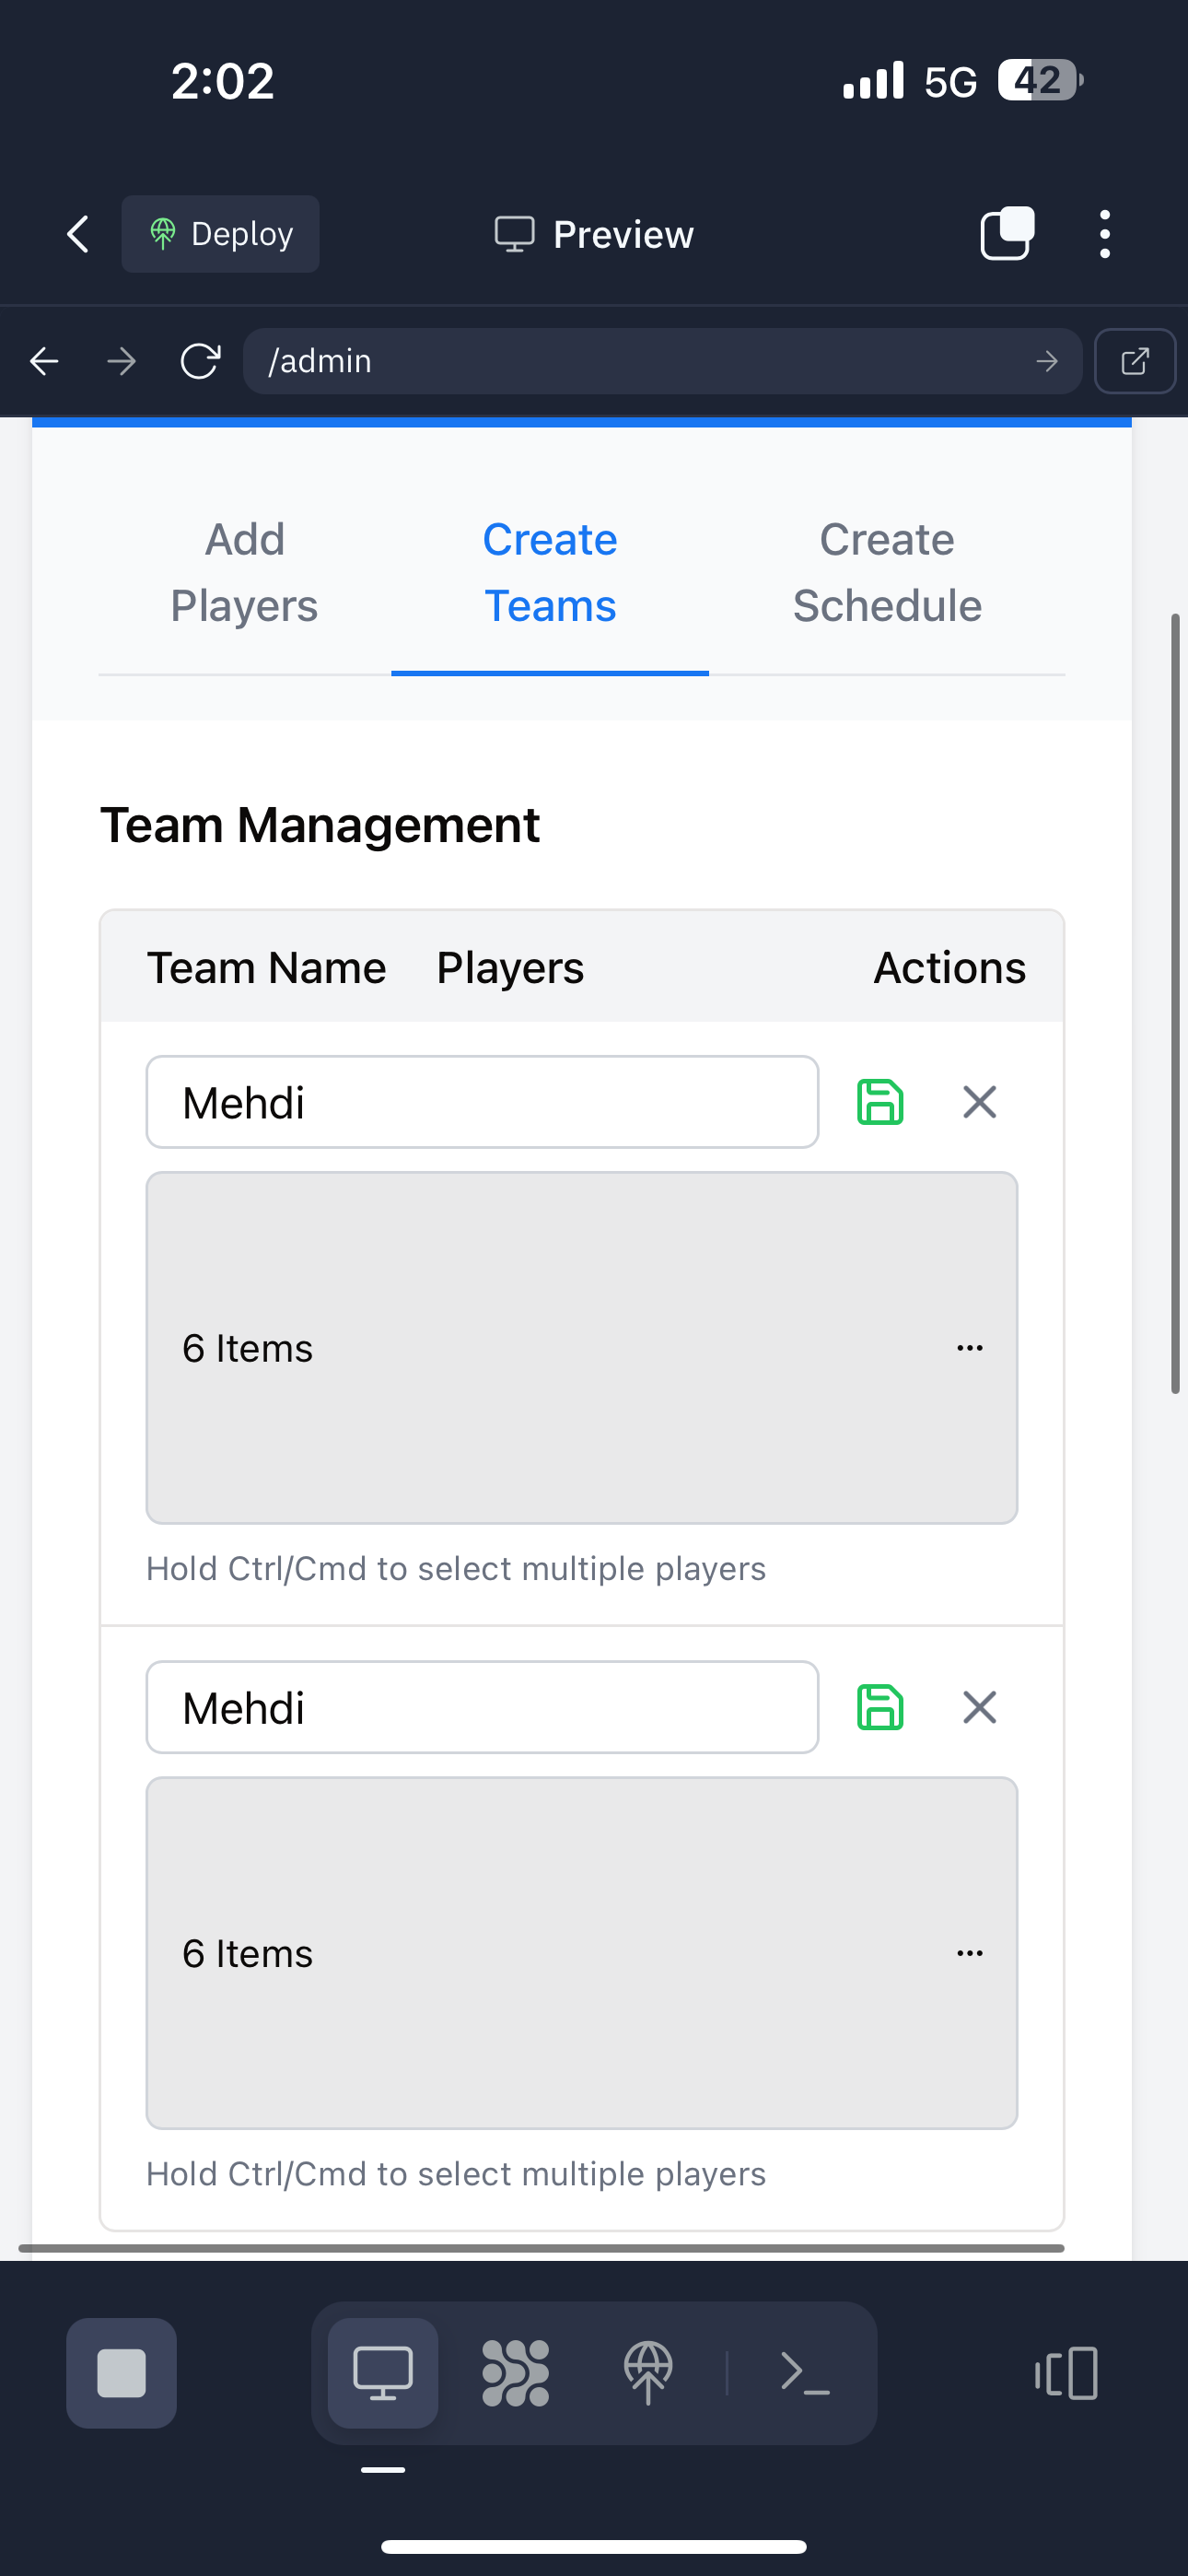 2:02
5G
42
Deploy
Preview
/admin
Add Players
Create Teams
Create Schedule
Team Management
Team Name Players Actions
Mehdi
6 Items
Hold Ctrl/Cmd to select multiple players
Mehdi
6 Items
Hold Ctrl/Cmd to select multiple players